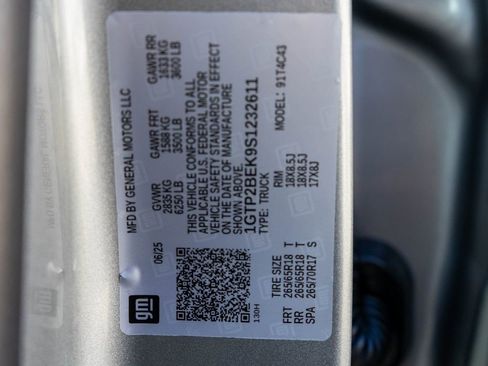 MFD BY GENERAL MOTORS LLC
06/25
GVWR GAWR FRT GAWR RR
2835 KG 1588 KG 1633 KG
6250 LB 3500 LB 3600 LB
THIS VEHICLE CONFORMS TO ALL
APPLICABLE U.S. FEDERAL MOTOR
VEHICLE SAFETY STANDARDS IN EFFECT
ON THE DATE OF MANUFACTURE
SHOWN ABOVE.
1GTP2BEK9S1232611
TYPE: TRUCK MODEL: 91T4C43
gm
130H
TIRE SIZE RIM
FRT 265/65R18 T 18X8.5J
RR 265/65R18 T 18X8.5J
SPA 265/70R17 S 17X8J